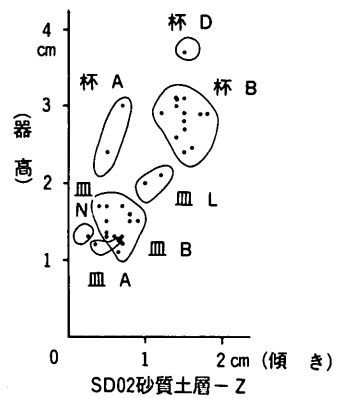 4
cm
杯 D
杯 A
杯 B
3
(器 高)
2
皿 L
皿 N
皿 B
1
皿 A
0
1
2 cm (傾 き)
SD02砂質土層－Z